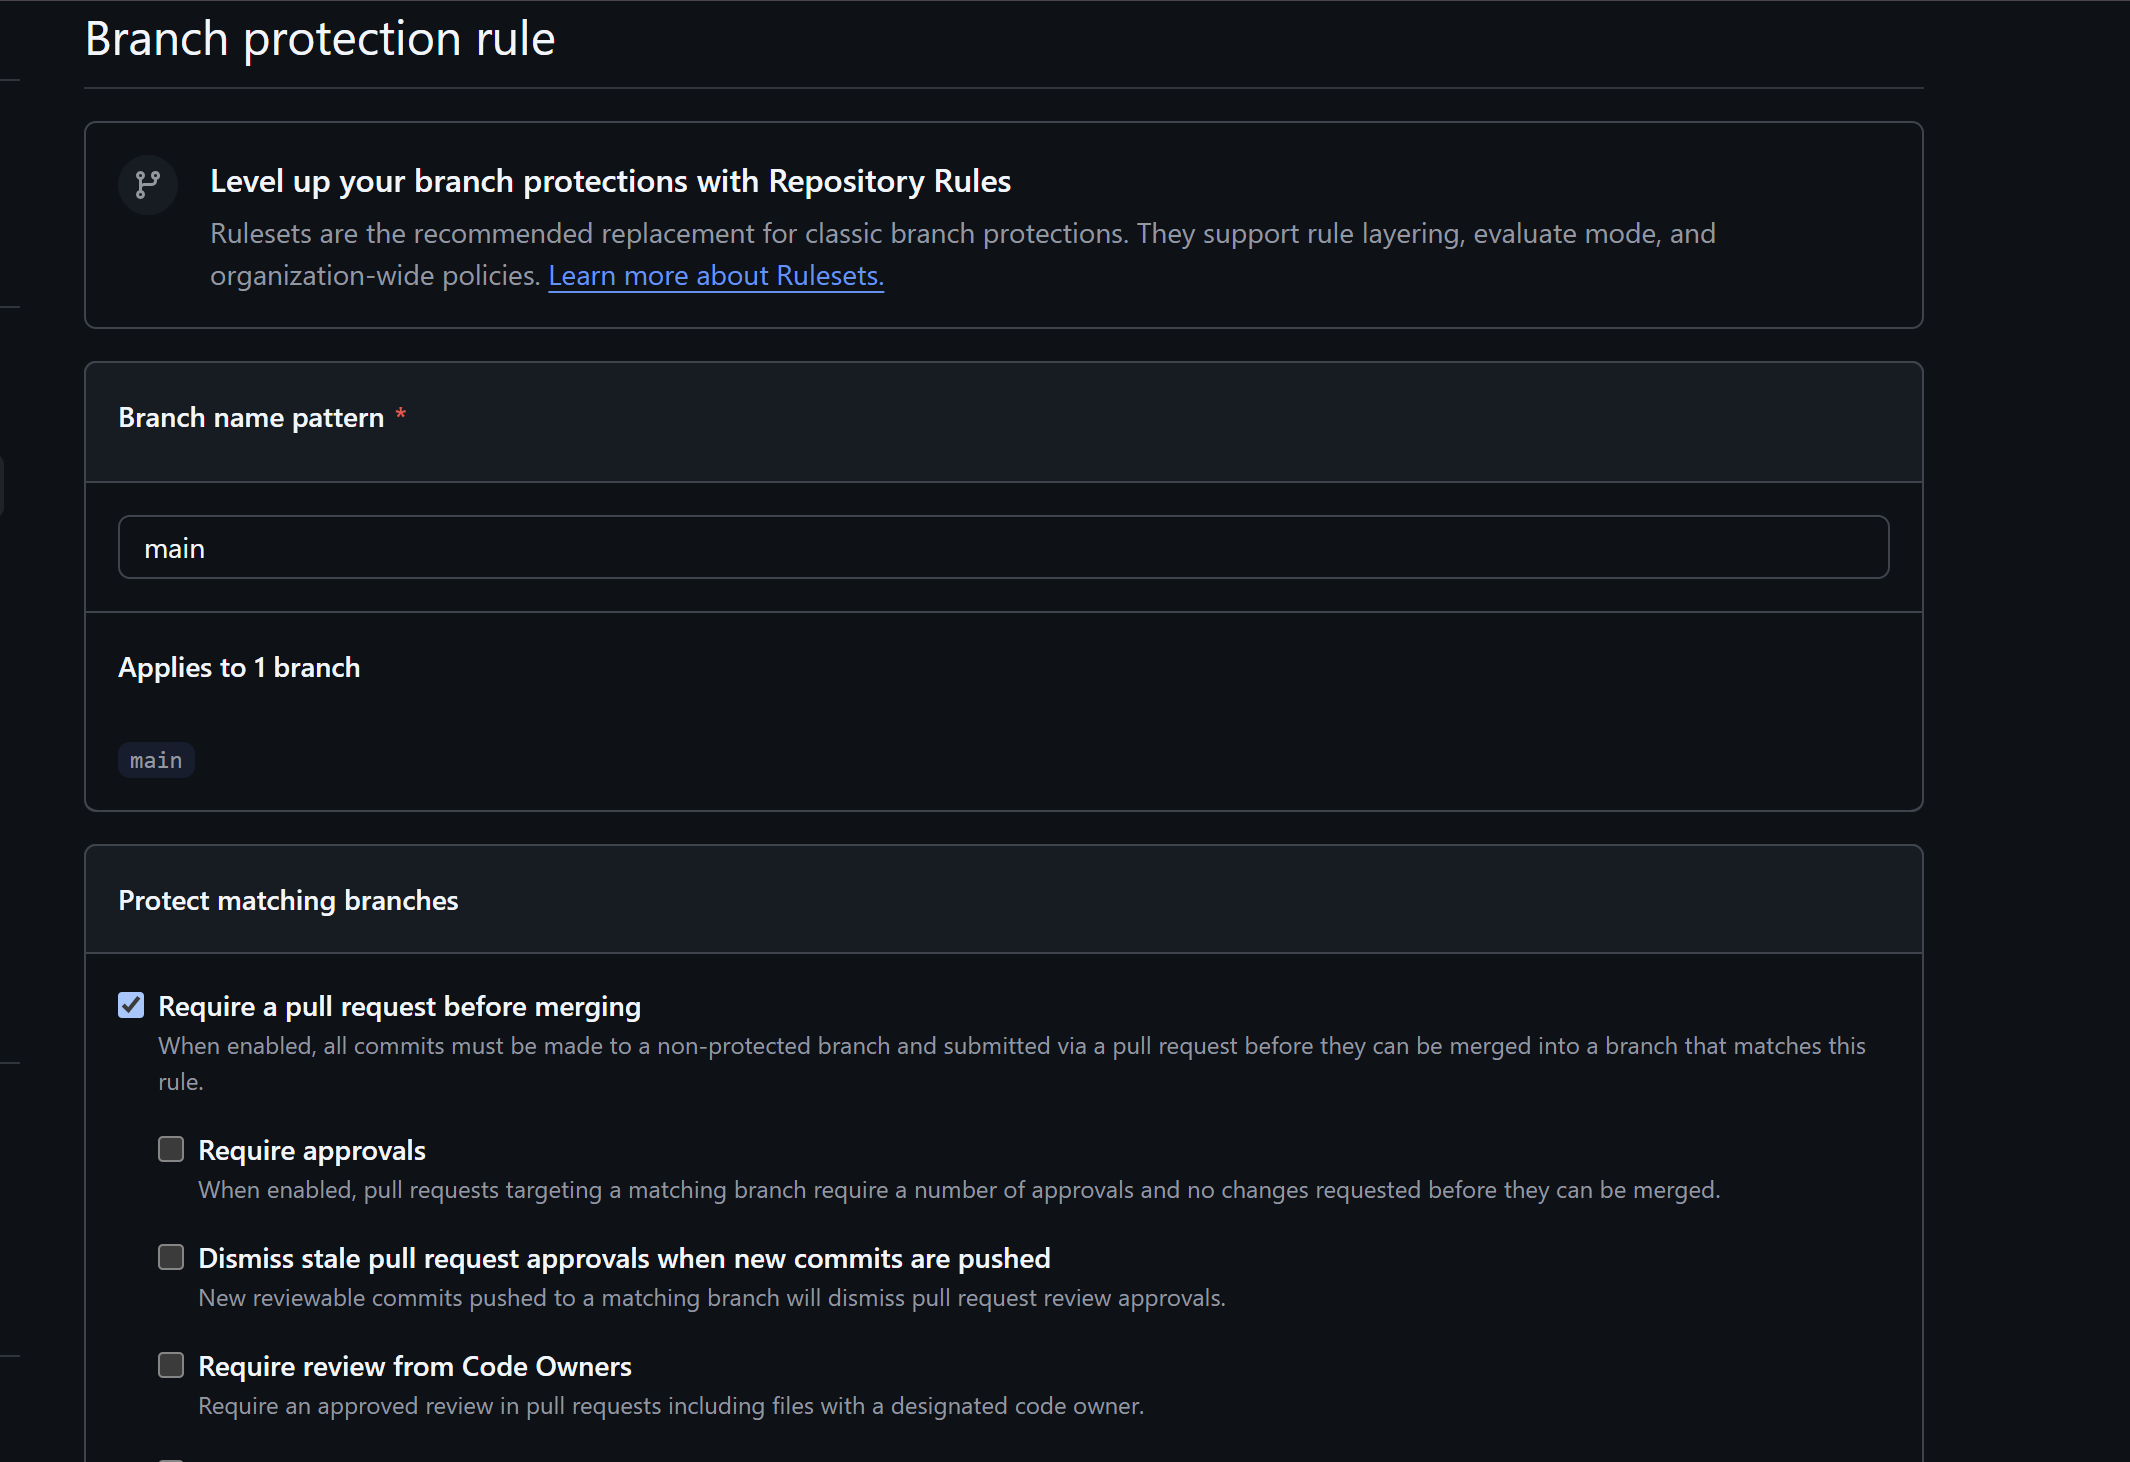 Branch protection rule
Level up your branch protections with Repository Rules
Rulesets are the recommended replacement for classic branch protections. They support rule layering, evaluate mode, and
organization-wide policies. Learn more about Rulesets.
Branch name pattern *
main
Applies to 1 branch
main
Protect matching branches
Require a pull request before merging
When enabled, all commits must be made to a non-protected branch and submitted via a pull request before they can be merged into a branch that matches this
rule.
Require approvals
When enabled, pull requests targeting a matching branch require a number of approvals and no changes requested before they can be merged.
Dismiss stale pull request approvals when new commits are pushed
New reviewable commits pushed to a matching branch will dismiss pull request review approvals.
Require review from Code Owners
Require an approved review in pull requests including files with a designated code owner.